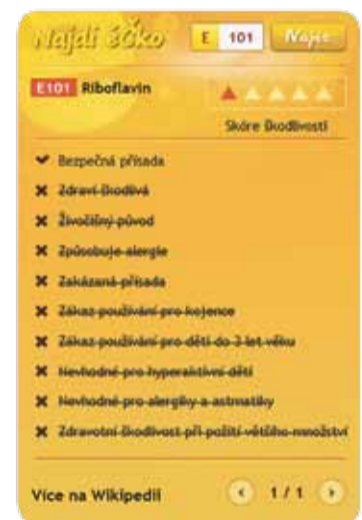 Najdi éčko E 101 Najít
E101 Riboflavin
Skóre škodlivosti
Bezpečná přísada
Zdraví škodlivá
Živočišný původ
Způsobuje alergie
Zakázaná přísada
Zákaz používání pro kojence
Zákaz používání pro děti do 3 let věku
Nevhodné pro hyperaktivní děti
Nevhodné pro alergiky a astmatiky
Zdravotní škodlivost při požití většího množství
Více na Wikipedii 1 / 1